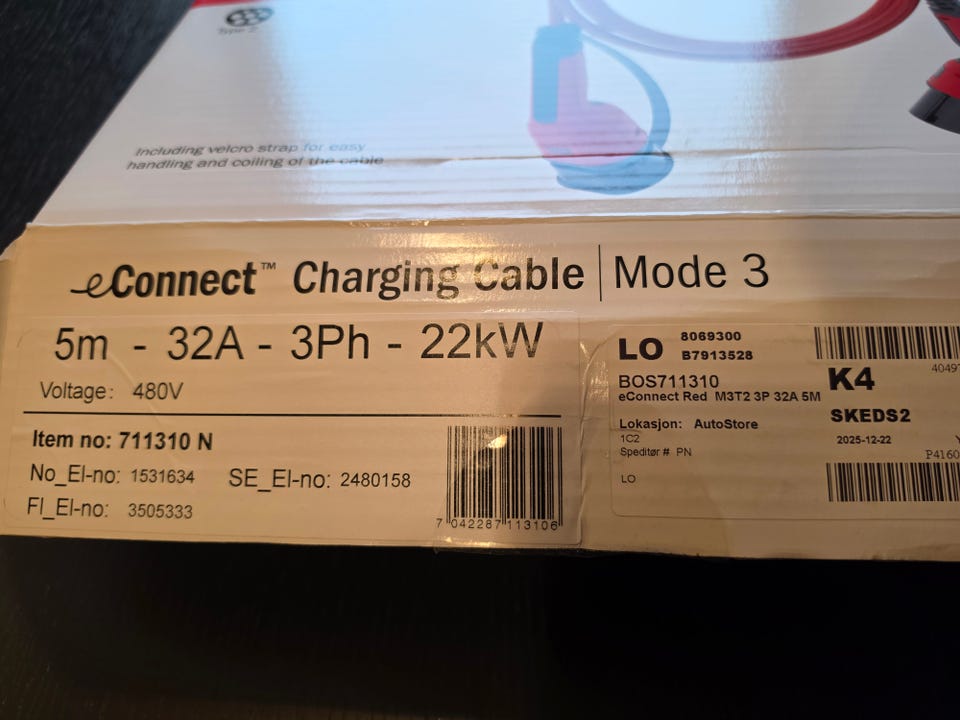 Type 2
Including velcro strap for easy
handling and coiling of the cable
eConnect™ Charging Cable | Mode 3
5m - 32A - 3Ph - 22kW
Voltage: 480V
Item no: 711310 N
No_El-no: 1531634 SE_El-no: 2480158
FI_El-no: 3505333
7 042287 113106
LO 8069300
B7913528
BOS711310
eConnect Red M3T2 3P 32A 5M
Lokasjon: AutoStore
1C2
Speditør # PN
LO
K4
SKEDS2
2025-12-22